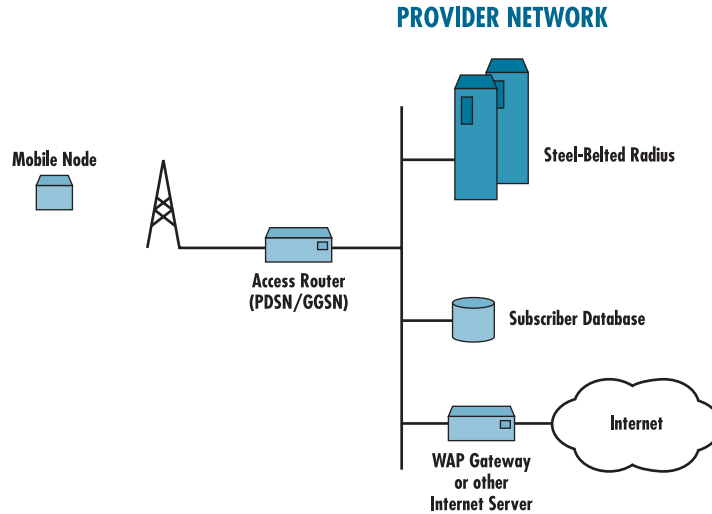 PROVIDER NETWORK
Steel-Belted Radius
Mobile Node
Access Router
(PDSN/GGSN)
Subscriber Database
Internet
WAP Gateway
or other
Internet Server